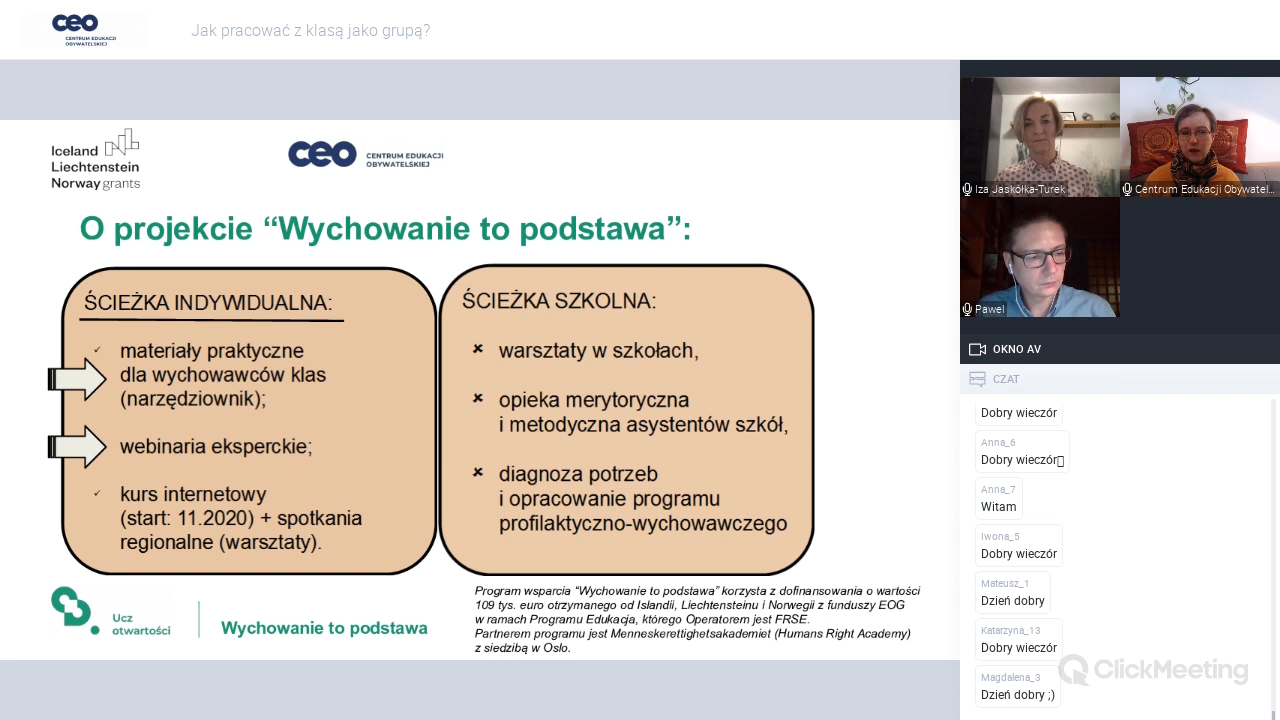 ceo
CENTRUM EDUKACJI
OBYWATELSKIEJ
Jak pracować z klasą jako grupą?
Iceland
Liechtenstein
Norway grants
ceo
CENTRUM EDUKACJI
OBYWATELSKIEJ
O projekcie “Wychowanie to podstawa”:
ŚCIEŻKA INDYWIDUALNA:
materiały praktyczne
dla wychowawców klas
(narzędziownik);
webinaria eksperckie;
kurs internetowy
(start: 11.2020) + spotkania
regionalne (warsztaty).
ŚCIEŻKA SZKOLNA:
warsztaty w szkołach,
opieka merytoryczna
i metodyczna asystentów szkół,
diagnoza potrzeb
i opracowanie programu
profilaktyczno-wychowawczego
Ucz
otwartości
Wychowanie to podstawa
Program wsparcia “Wychowanie to podstawa” korzysta z dofinansowania o wartości
109 tys. euro otrzymanego od Islandii, Liechtensteinu i Norwegii z funduszy EOG
w ramach Programu Edukacja, którego Operatorem jest FRSE.
Partnerem programu jest Menneskerettighetsakademiet (Humans Right Academy)
z siedzibą w Oslo.
Iza Jaskółka-Turek
Centrum Edukacji Obywatel...
Pawel
OKNO AV
CZAT
Dobry wieczór
Anna_6
Dobry wieczór
Anna_7
Witam
Iwona_5
Dobry wieczór
Mateusz_1
Dzień dobry
Katarzyna_13
Dobry wieczór
Magdalena_3
Dzień dobry ;)
ClickMeeting